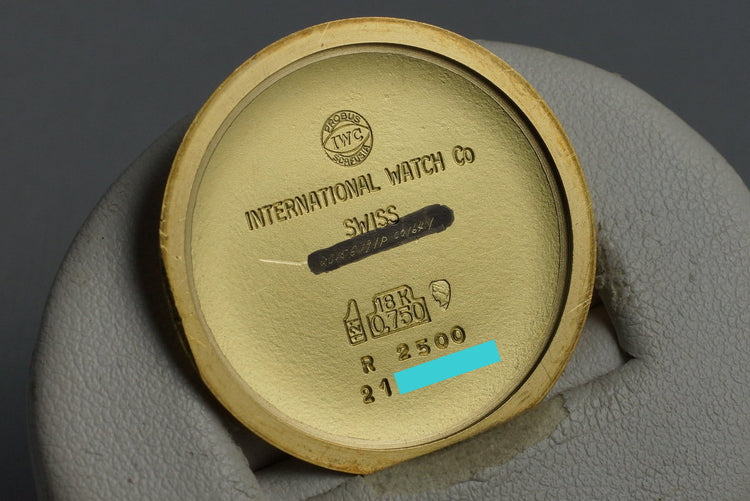 PROBUS
IWC
SCAFUSIA
INTERNATIONAL WATCH Co
SWISS
18K
0,750
R 2500
21